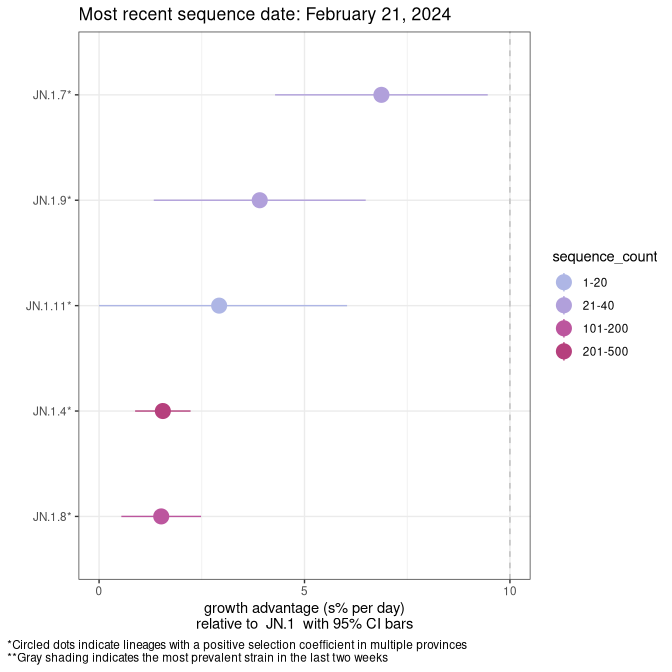 Most recent sequence date: February 21, 2024
JN.1.7*
JN.1.9*
JN.1.11*
JN.1.4*
JN.1.8*
0
5
10
growth advantage (s% per day)
relative to JN.1 with 95% CI bars
sequence_count
1-20
21-40
101-200
201-500
*Circled dots indicate lineages with a positive selection coefficient in multiple provinces
**Gray shading indicates the most prevalent strain in the last two weeks